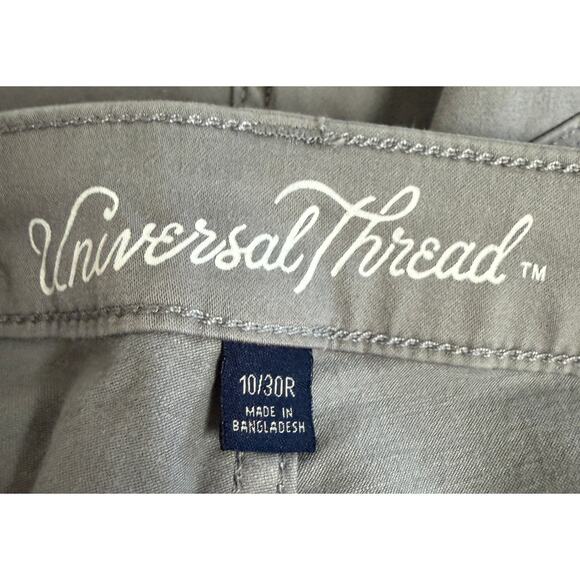 Universal Thread™
10/30R
MADE IN
BANGLADESH